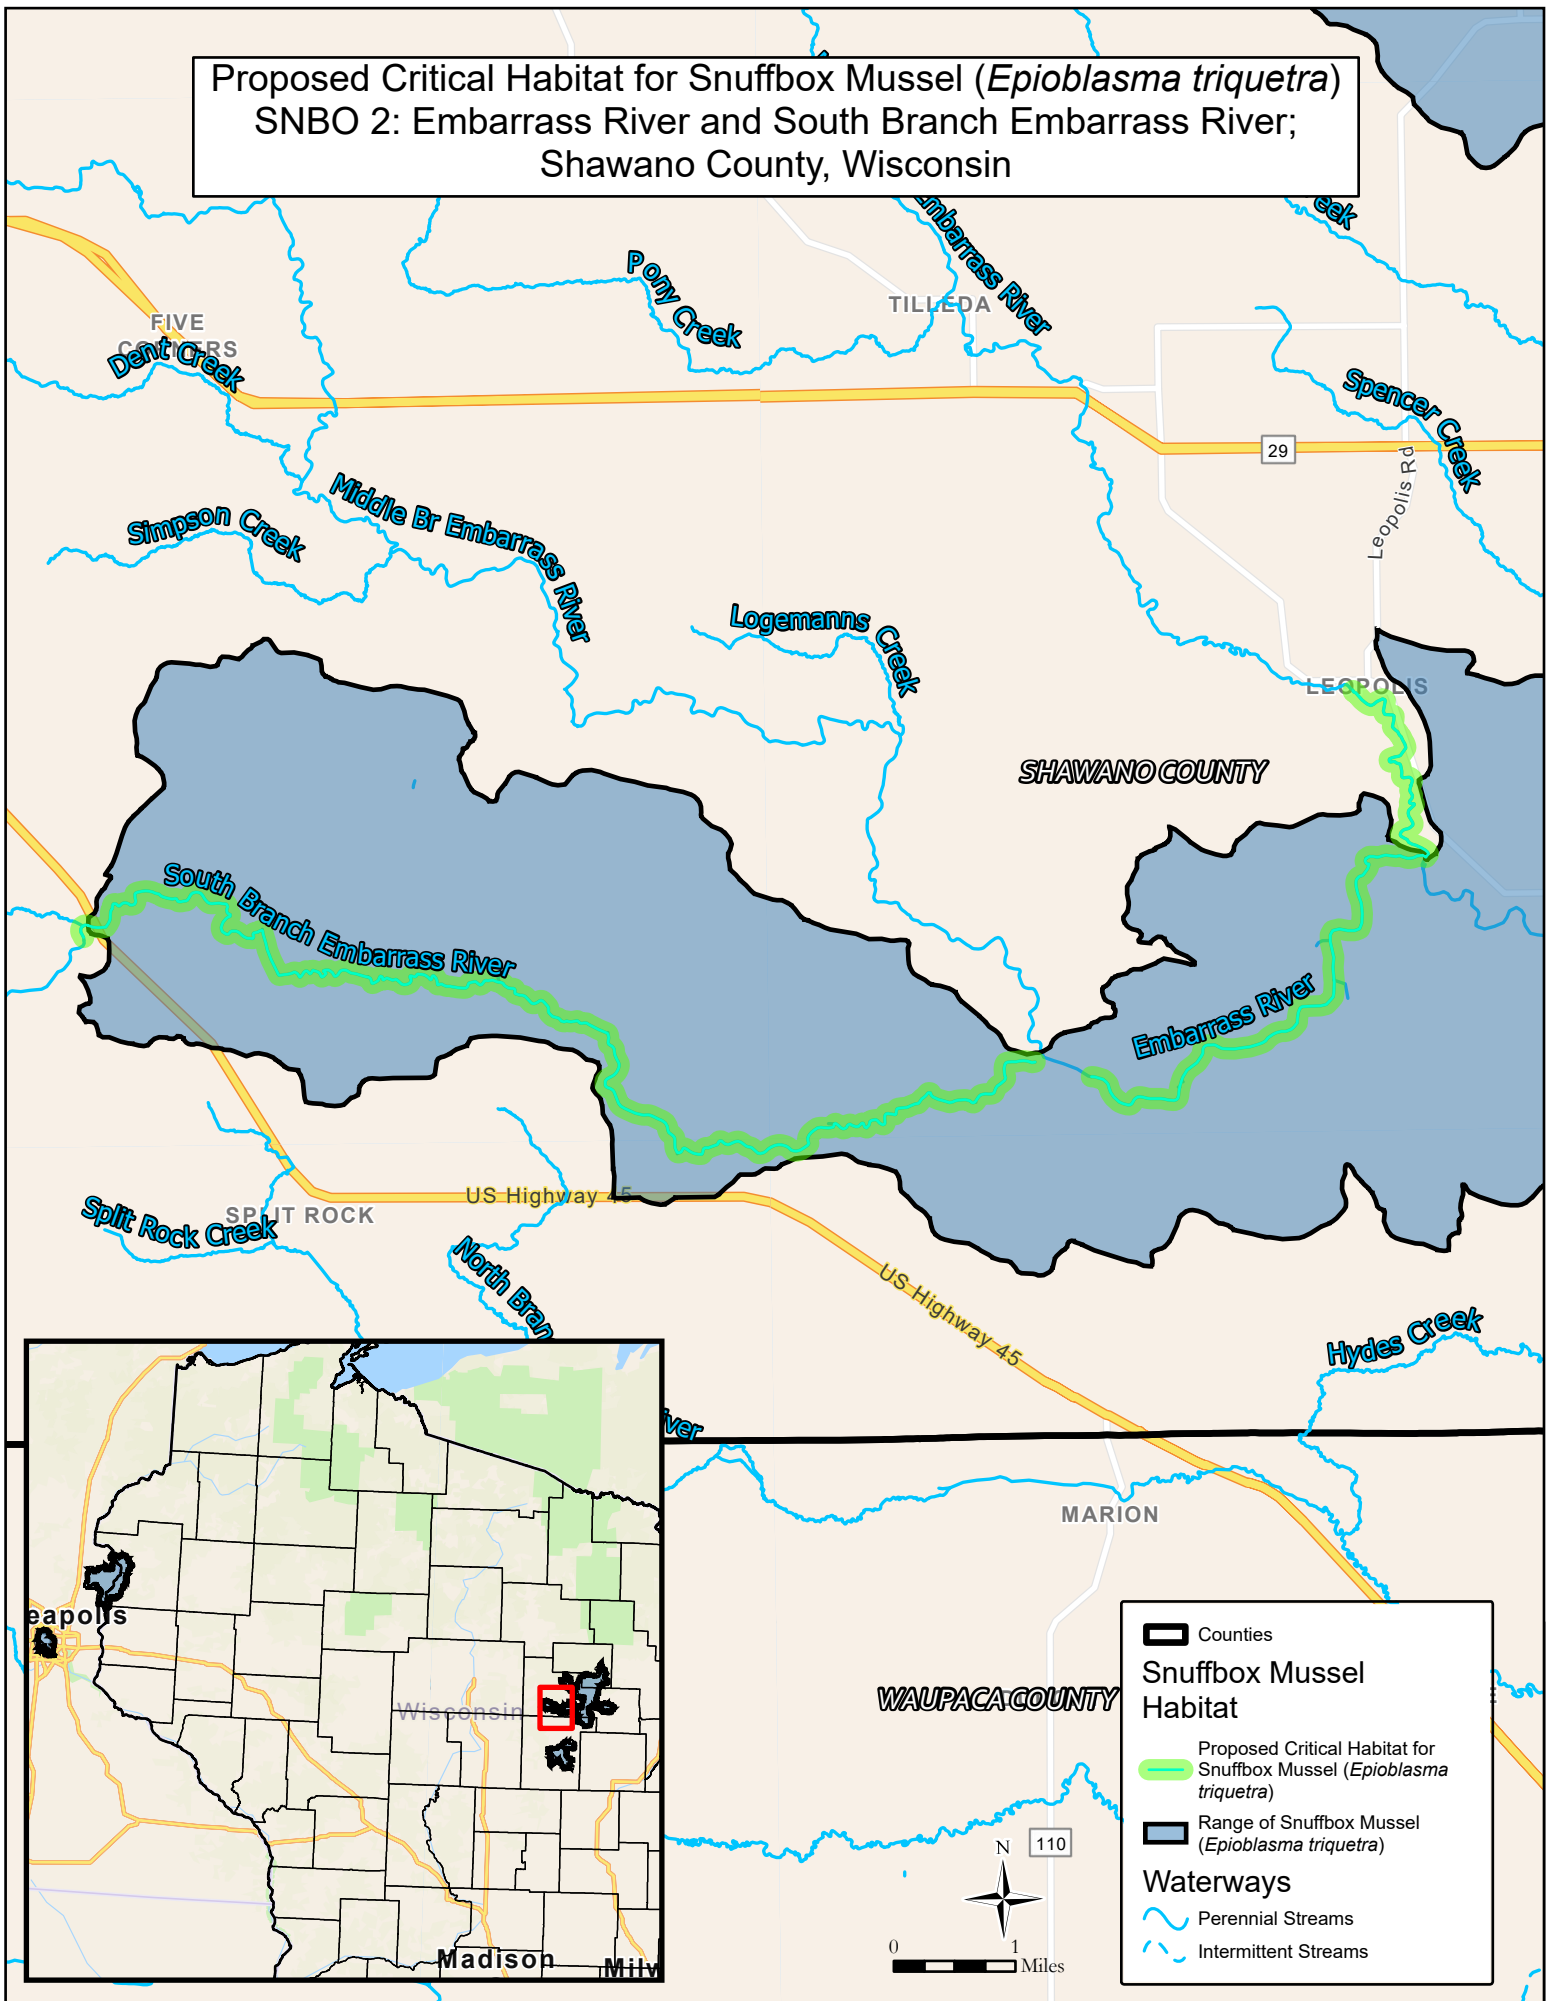 Proposed Critical Habitat for Snuffbox Mussel (Epioblasma triquetra)
SNBO 2: Embarrass River and South Branch Embarrass River;
Shawano County, Wisconsin
Embarrass River
eek
Pony Creek
TILLEDA
FIVE
CORNERS
Dent Creek
Spencer Creek
29
Leopolis Rd
Middle Br Embarrass River
Simpson Creek
Logemanns Creek
LEOPOLIS
SHAWANO COUNTY
South Branch Embarrass River
Embarrass River
US Highway 45
SPLIT ROCK
Split Rock Creek
North Bran
US Highway 45
Hydes Creek
iver
MARION
eapolis
WAUPACA COUNTY
Wisconsin
110
Madison
Milw
N
0 1
Miles
Counties
Snuffbox Mussel
Habitat
Proposed Critical Habitat for
Snuffbox Mussel (Epioblasma
triquetra)
Range of Snuffbox Mussel
(Epioblasma triquetra)
Waterways
Perennial Streams
Intermittent Streams